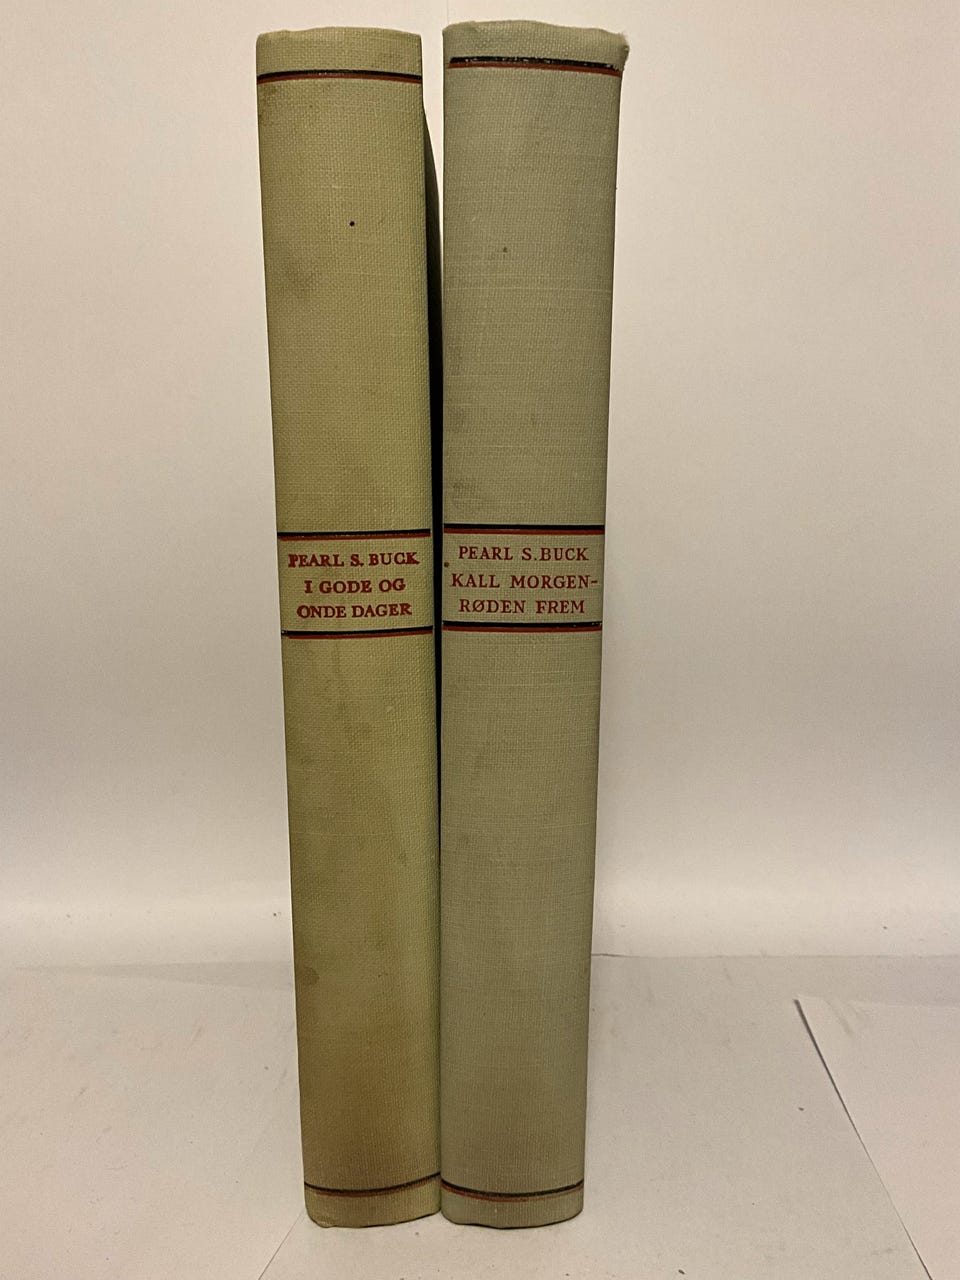 PEARL S. BUCK
I GODE OG
ONDE DAGER
PEARL S. BUCK
KALL MORGEN-
RØDEN FREM